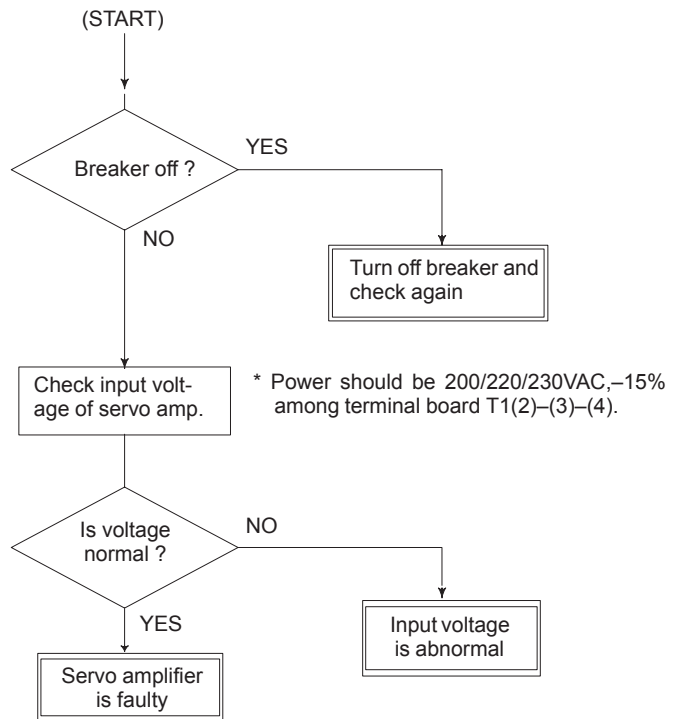 (START)
Breaker off ?
YES
NO
Turn off breaker and
check again
Check input volt-
age of servo amp.
* Power should be 200/220/230VAC,–15%
among terminal board T1(2)–(3)–(4).
Is voltage
normal ?
NO
YES
Input voltage
is abnormal
Servo amplifier
is faulty